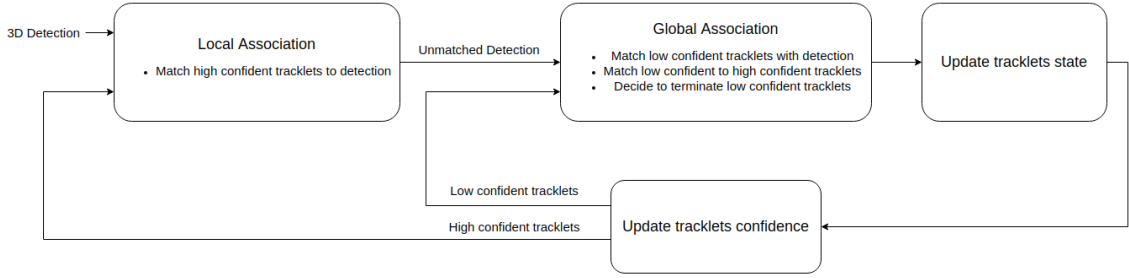 3D Detection
Local Association
• Match high confident tracklets to detection
Unmatched Detection
Global Association
• Match low confident tracklets with detection
• Match low confident to high confident tracklets
• Decide to terminate low confident tracklets
Update tracklets state
Low confident tracklets
High confident tracklets
Update tracklets confidence